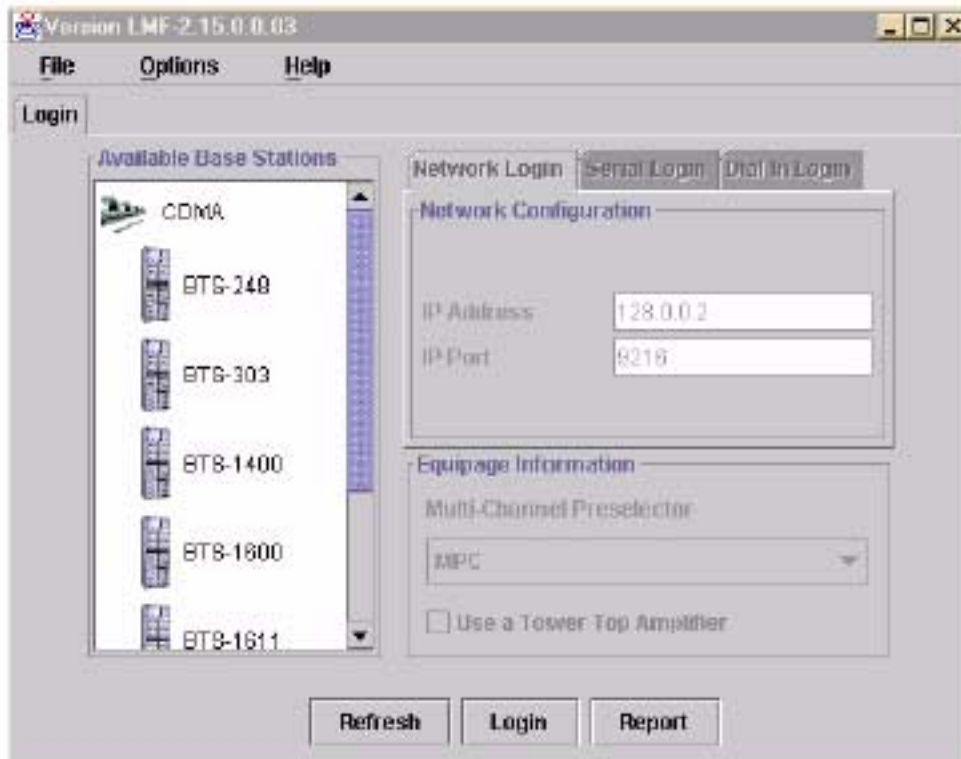 Version LMF-2.15.0.0.03
File Options Help
Login
Available Base Stations
CDMA
BTS-248
BTS-303
BTS-1400
BTS-1600
BTS-1611
Network Login Serial Login Dial In Login
Network Configuration
IP Address 128.0.0.2
IP Port 9216
Equipage Information
Multi-Channel Preselector
MPC
Use a Tower Top Amplifier
Refresh Login Report